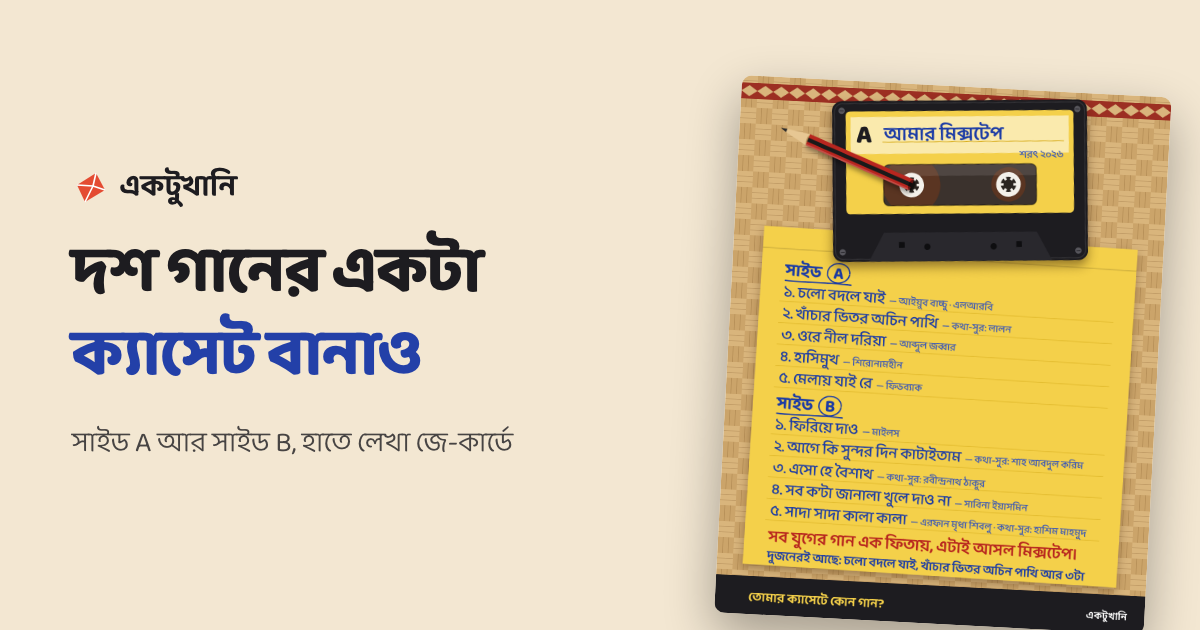 একটুখানি
দশ গানের একটা
ক্যাসেট বানাও
সাইড A আর সাইড B, হাতে লেখা জে-কার্ডে
A আমার মিক্সটেপ
শরৎ ২০২৬
সাইড A
১. চলো বদলে যাই – আইয়ুব বাচ্চু · এলআরবি
২. খাঁচার ভিতর অচিন পাখি – কথা-সুর: লালন
৩. ওরে নীল দরিয়া – আব্দুল জব্বার
৪. হাসিমুখ – শিরোনামহীন
৫. মেলায় যাই রে – ফিডব্যাক
সাইড B
১. ফিরিয়ে দাও – মাইলস
২. আগে কি সুন্দর দিন কাটাইতাম – কথা-সুর: শাহ আবদুল করিম
৩. এসো হে বৈশাখ – কথা-সুর: রবীন্দ্রনাথ ঠাকুর
৪. সব ক'টা জানালা খুলে দাও না – সাবিনা ইয়াসমিন
৫. সাদা সাদা কালা কালা – এরফান মৃধা শিবলু · কথা-সুর: হাশিম মাহমুদ
সব যুগের গান এক ফিতায়, এটাই আসল মিক্সটেপ।
দুজনেরই আছে: চলো বদলে যাই, খাঁচার ভিতর অচিন পাখি আর ৩টা
তোমার ক্যাসেটে কোন গান?
একটুখানি